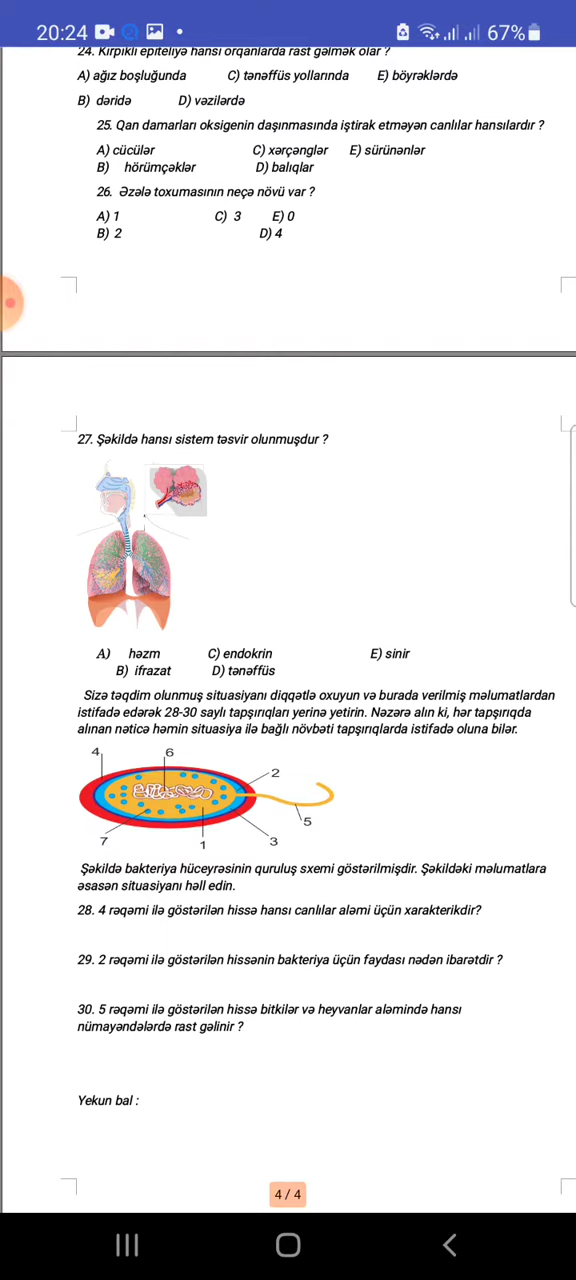 20:24
67%
24. Kirpikli epiteliyə hansı orqanlarda rast gəlmək olar ?
A) ağız boşluğunda C) tənəffüs yollarında E) böyrəklərdə
B) dəridə D) vəzilərdə
25. Qan damarları oksigenin daşınmasında iştirak etməyən canlılar hansılardır ?
A) cücülər C) xərçənglər E) sürünənlər
B) hörümçəklər D) balıqlar
26. Əzələ toxumasının neçə növü var ?
A) 1 C) 3 E) 0
B) 2 D) 4
27. Şəkildə hansı sistem təsvir olunmuşdur ?
A) həzm C) endokrin E) sinir
B) ifrazat D) tənəffüs
Sizə təqdim olunmuş situasiyanı diqqətlə oxuyun və burada verilmiş məlumatlardan
istifadə edərək 28-30 saylı tapşırıqları yerinə yetirin. Nəzərə alın ki, hər tapşırıqda
alınan nəticə həmin situasiya ilə bağlı növbəti tapşırıqlarda istifadə oluna bilər.
4 6
2
5
7 1 3
Şəkildə bakteriya hüceyrəsinin quruluş sxemi göstərilmişdir. Şəkildəki məlumatlara
əsasən situasiyanı həll edin.
28. 4 rəqəmi ilə göstərilən hissə hansı canlılar aləmi üçün xarakterikdir?
29. 2 rəqəmi ilə göstərilən hissənin bakteriya üçün faydası nədən ibarətdir ?
30. 5 rəqəmi ilə göstərilən hissə bitkilər və heyvanlar aləmində hansı
nümayəndələrdə rast gəlinir ?
Yekun bal :
4 / 4